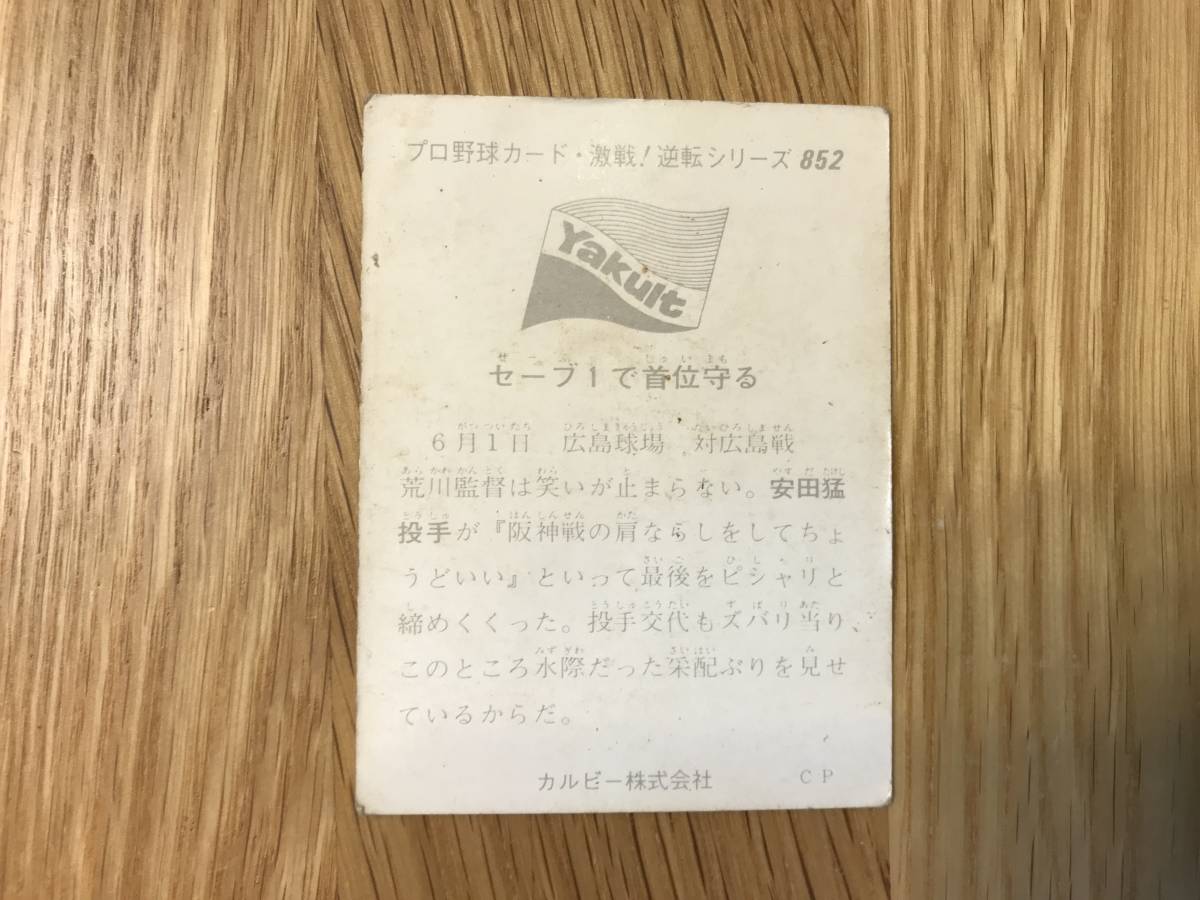 プロ野球カード・激戦！逆転シリーズ 852
Yakult
セーブ1で首位守る
6月1日　広島球場　対広島戦
荒川監督は笑いが止まらない。安田猛
投手が『阪神戦の肩ならしをしてちょ
うどいい』といって最後をピシャリと
締めくくった。投手交代もズバリ当り、
このところ水際だった采配ぶりを見せ
ているからだ。
カルビー株式会社　CP